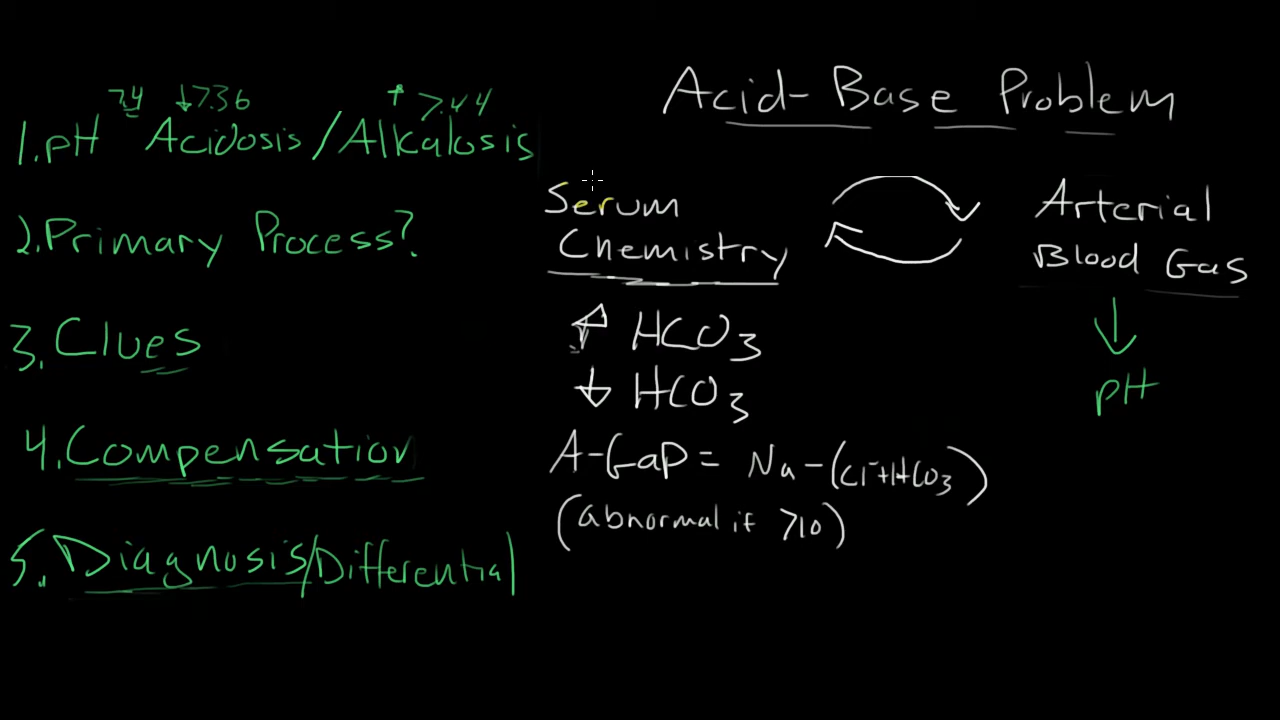 Acid-Base Problem
7.4 ↓7.36 ↑ 7.44
1. pH Acidosis/Alkalosis
2. Primary Process?
3. Clues
4. Compensation
5. Diagnosis/Differential
Serum
Chemistry
↑ HCO3
↓ HCO3
A-Gap = Na-(Cl⁻+HCO3)
(abnormal if >10)
Arterial
Blood Gas
↓
pH